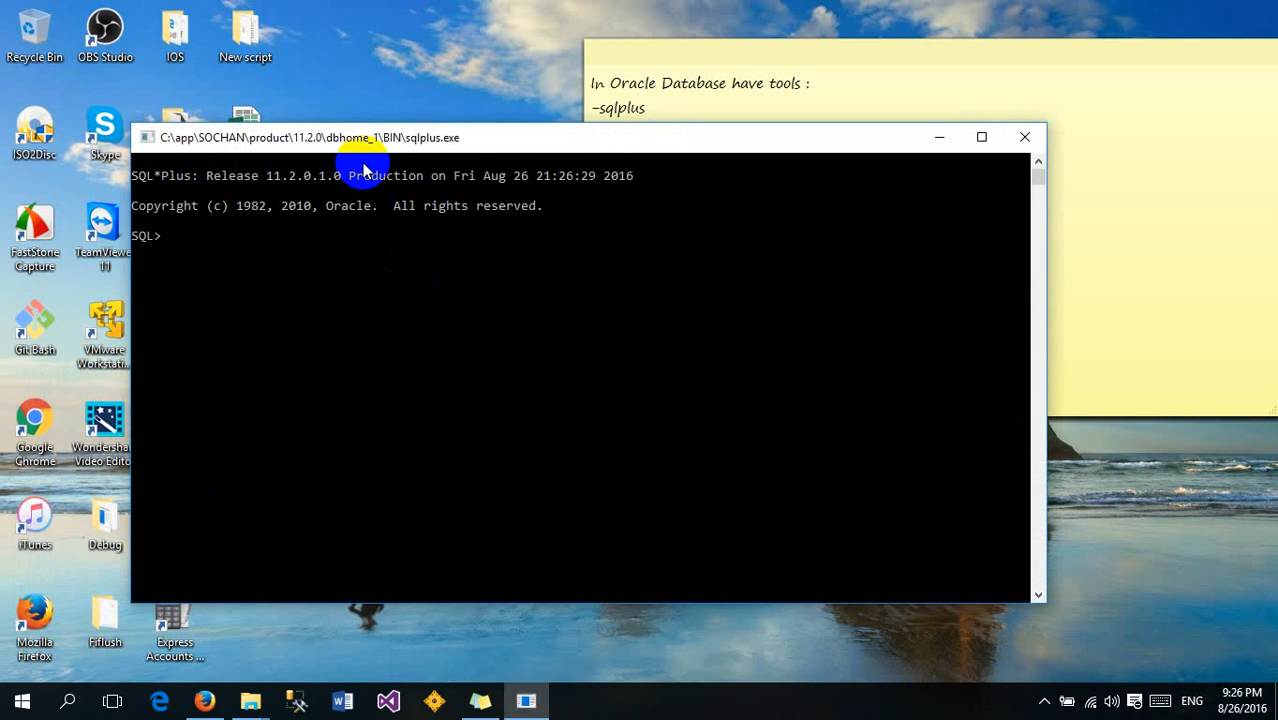 Recycle Bin
OBS Studio
IOS
New script
In Oracle Database have tools :
-sqlplus
ISO2Disc
Skype
C:\app\SOCHAN\product\11.2.0\dbhome_1\BIN\sqlplus.exe
SQL*Plus: Release 11.2.0.1.0 Production on Fri Aug 26 21:26:29 2016
Copyright (c) 1982, 2010, Oracle.  All rights reserved.
SQL>
FastStone
Capture
TeamViewe
11
Git Bash
VMware
Workstati...
Google
Chrome
Wondersha
Video Edito
iTunes
Debug
Mozilla
Firefox
Fiflush
Express
Accounts ...
ENG
9:26 PM
8/26/2016